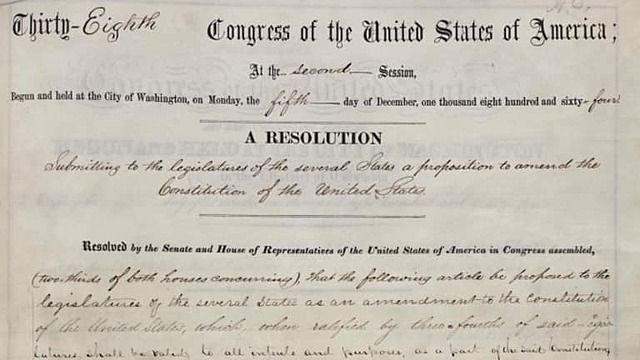 Thirty-Eighth Congress of the United States of America;
At the second Session,
Begun and held at the City of Washington, on Monday, the fifth day of December, one thousand eight hundred and sixty-four
A RESOLUTION
Submitting to the legislatures of the several States a proposition to amend the
Constitution of the United States.
Resolved by the Senate and House of Representatives of the United States of America in Congress assembled,
(two-thirds of both houses concurring), That the following article be proposed to the
legislatures of the several States as an amendment to the Constitution
of the United States, which, when ratified by three-fourths of said Legis-
latures, shall be valid, to all intents and purposes, as a part of the said Constitution,